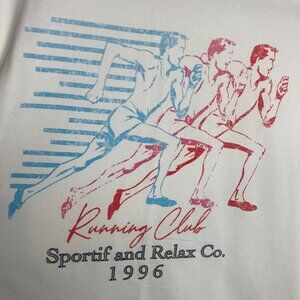 Running Club
Sportif and Relax Co.
1996